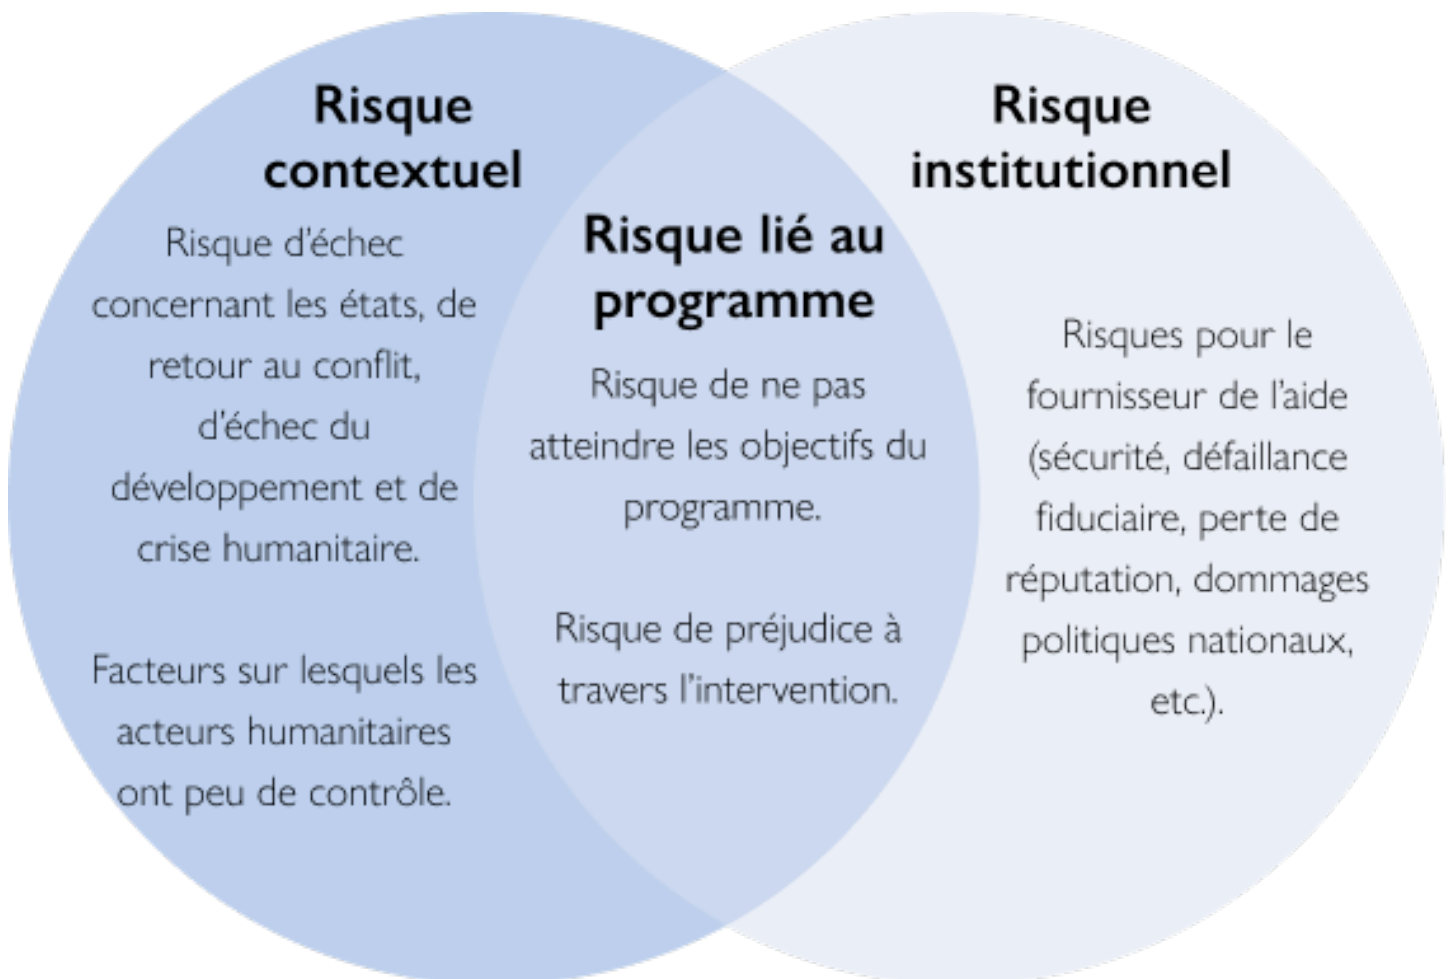 Risque
contextuel
Risque d’échec
concernant les états, de
retour au conflit,
d’échec du
développement et de
crise humanitaire.
Facteurs sur lesquels les
acteurs humanitaires
ont peu de contrôle.
Risque lié au
programme
Risque de ne pas
atteindre les objectifs du
programme.
Risque de préjudice à
travers l’intervention.
Risque
institutionnel
Risques pour le
fournisseur de l’aide
(sécurité, défaillance
fiduciaire, perte de
réputation, dommages
politiques nationaux,
etc.).